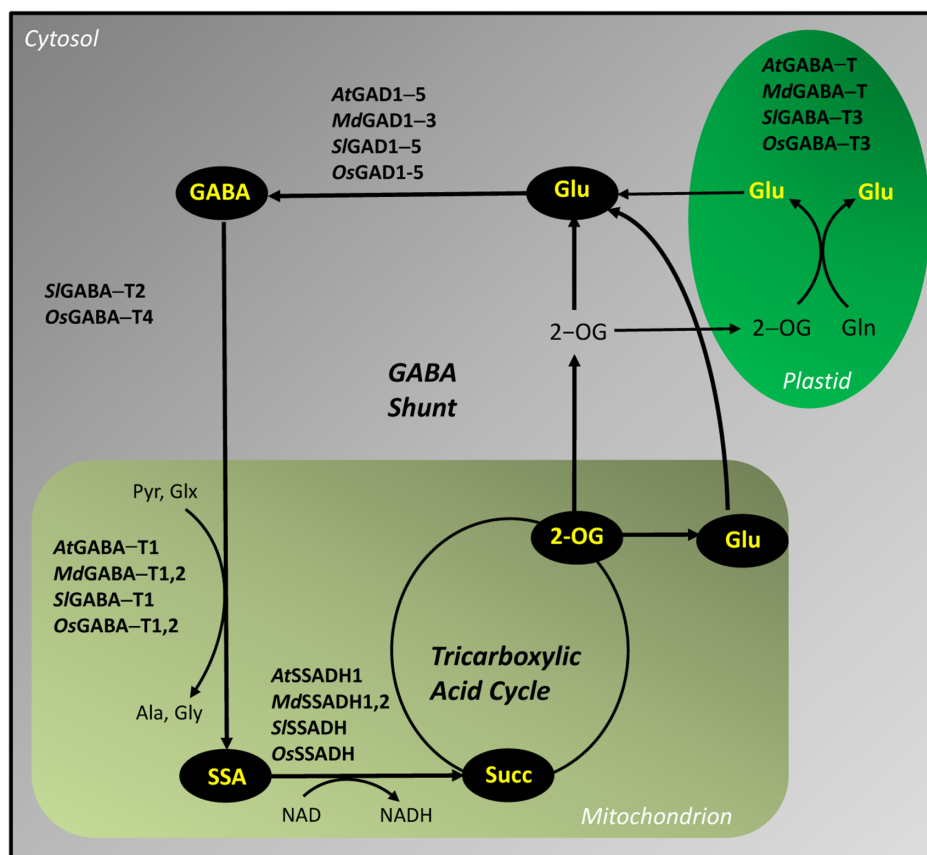 Cytosol
AtGAD1–5
MdGAD1–3
SlGAD1–5
OsGAD1-5
AtGABA–T
MdGABA–T
SlGABA–T3
OsGABA–T3
GABA
Glu
Glu
Glu
SlGABA–T2
OsGABA–T4
2–OG
2–OG
Gln
Plastid
GABA
Shunt
Pyr, Glx
2-OG
Glu
AtGABA–T1
MdGABA–T1,2
SlGABA–T1
OsGABA–T1,2
Tricarboxylic
Acid Cycle
Ala, Gly
AtSSADH1
MdSSADH1,2
SlSSADH
OsSSADH
SSA
Succ
NAD
NADH
Mitochondrion